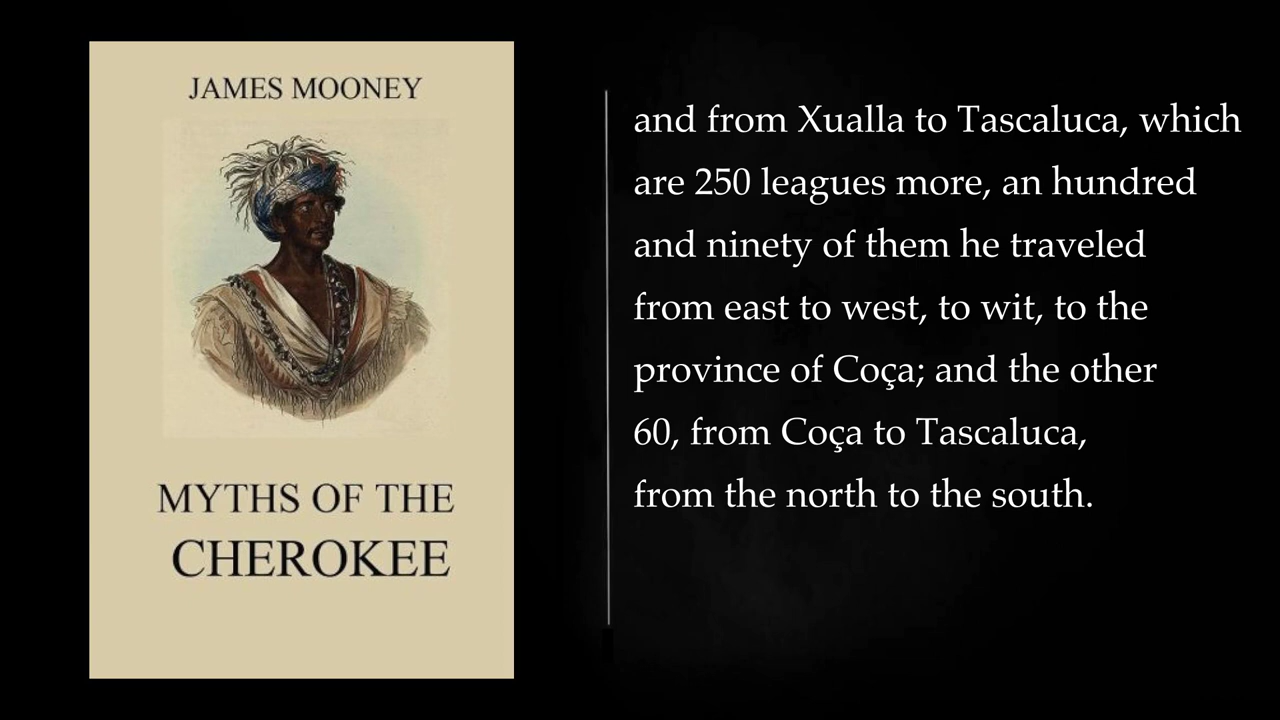 JAMES MOONEY
MYTHS OF THE
CHEROKEE
and from Xualla to Tascaluca, which
are 250 leagues more, an hundred
and ninety of them he traveled
from east to west, to wit, to the
province of Coça; and the other
60, from Coça to Tascaluca,
from the north to the south.